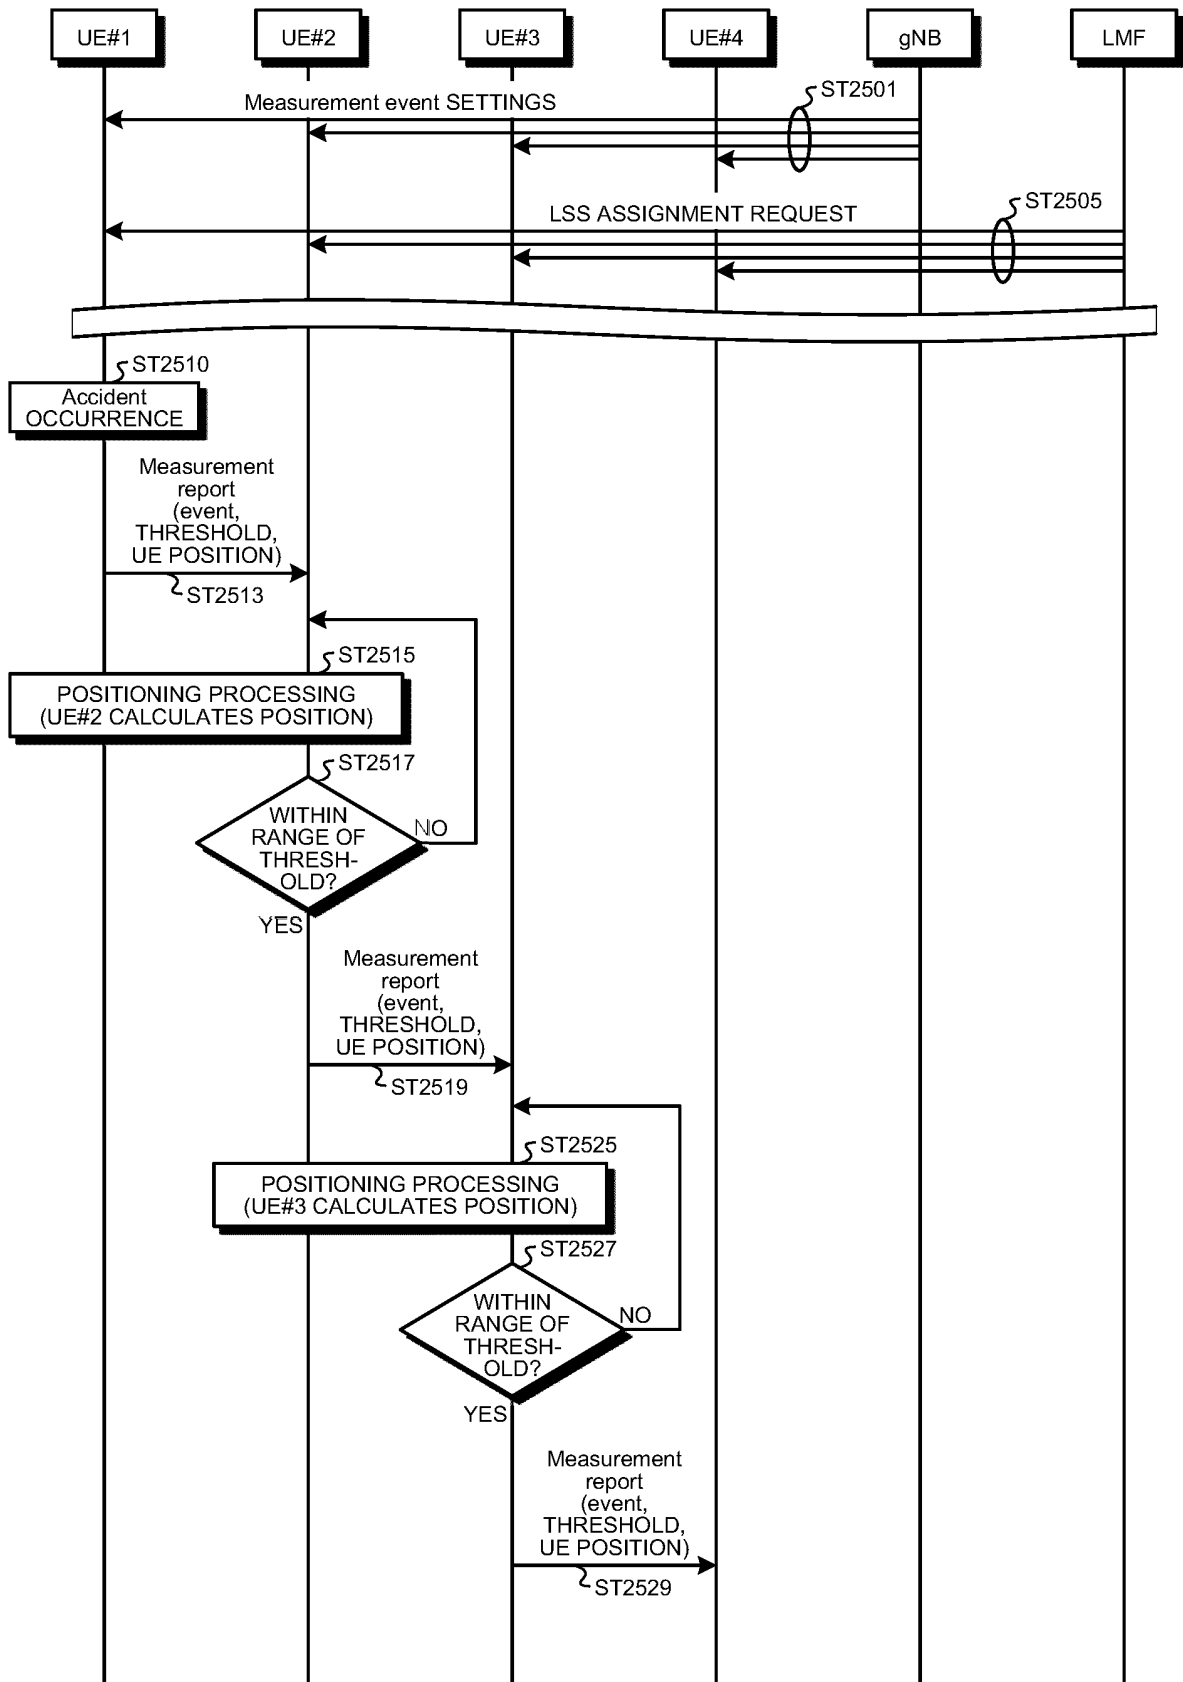 UE#1
UE#2
UE#3
UE#4
gNB
LMF
ST2501
Measurement event SETTINGS
ST2505
LSS ASSIGNMENT REQUEST
ST2510
Accident
OCCURRENCE
Measurement
report
(event,
THRESHOLD,
UE POSITION)
ST2513
ST2515
POSITIONING PROCESSING
(UE#2 CALCULATES POSITION)
ST2517
WITHIN
RANGE OF
THRESH-
OLD?
NO
YES
Measurement
report
(event,
THRESHOLD,
UE POSITION)
ST2519
ST2525
POSITIONING PROCESSING
(UE#3 CALCULATES POSITION)
ST2527
WITHIN
RANGE OF
THRESH-
OLD?
NO
YES
Measurement
report
(event,
THRESHOLD,
UE POSITION)
ST2529